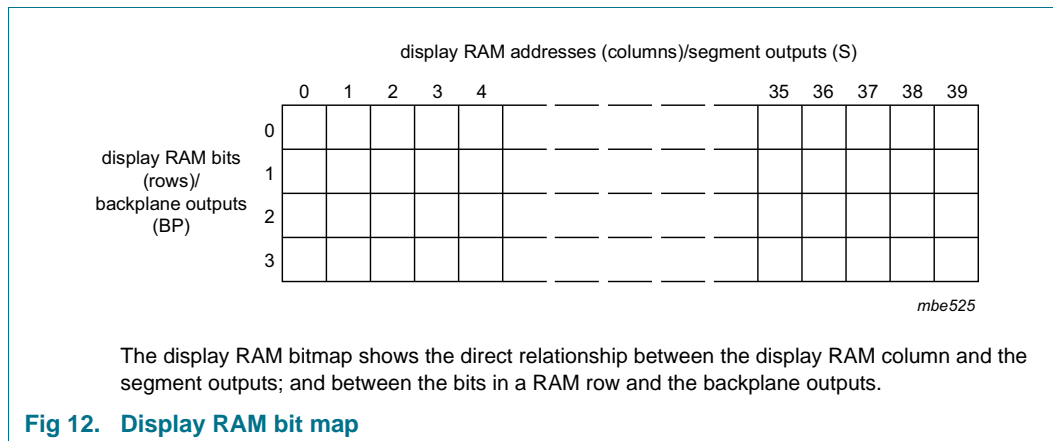 display RAM addresses (columns)/segment outputs (S)
0 1 2 3 4 35 36 37 38 39
0
display RAM bits
(rows)/
backplane outputs
(BP)
1
2
3
mbe525
The display RAM bitmap shows the direct relationship between the display RAM column and the
segment outputs; and between the bits in a RAM row and the backplane outputs.
Fig 12. Display RAM bit map